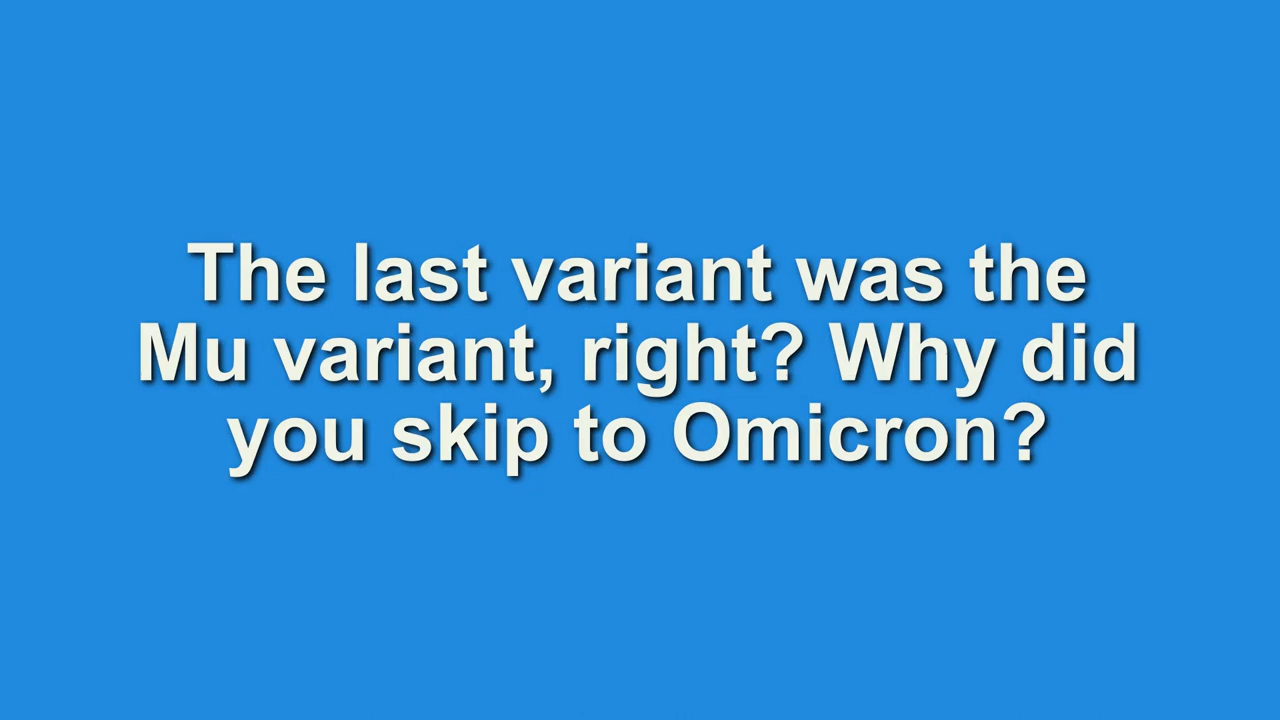 The last variant was the
Mu variant, right? Why did
you skip to Omicron?